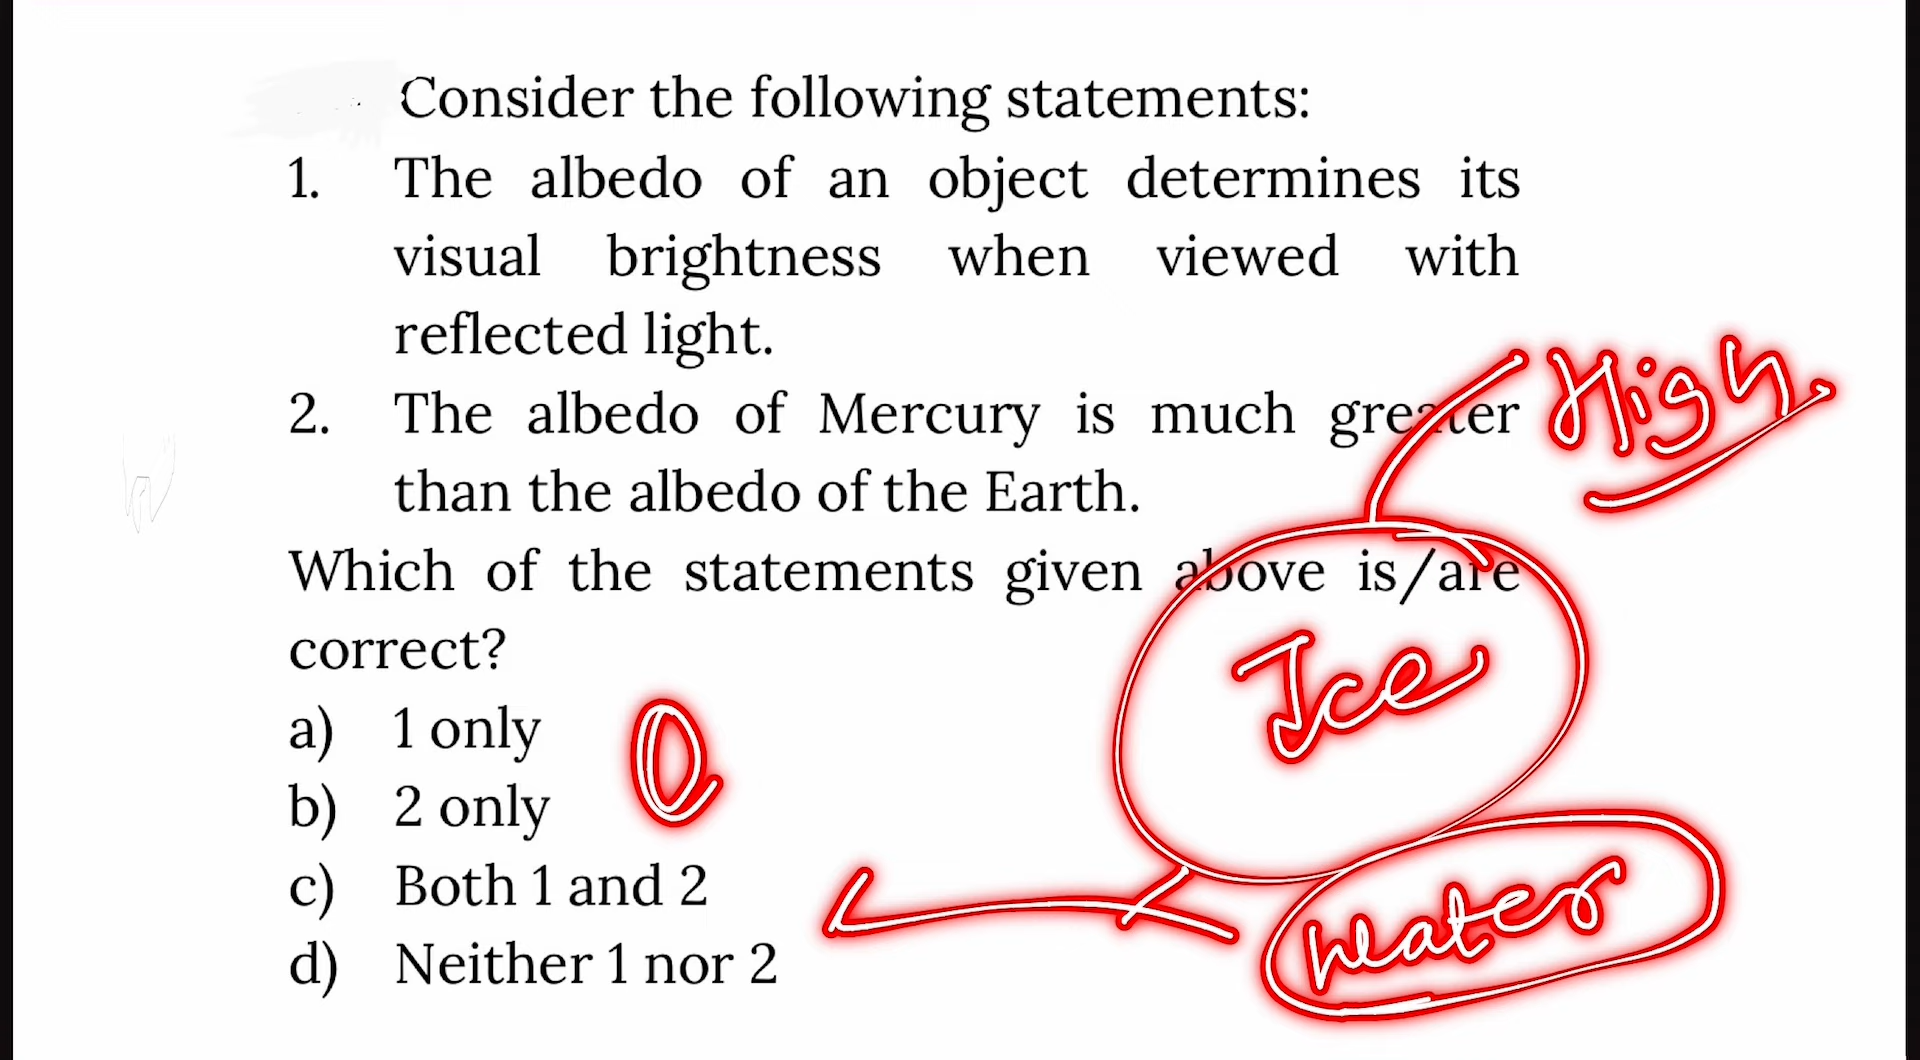 Consider the following statements:
1. The albedo of an object determines its
visual brightness when viewed with
reflected light.
2. The albedo of Mercury is much greater
than the albedo of the Earth.
High
Which of the statements given above is/are
correct?
Ice
a) 1 only
b) 2 only
c) Both 1 and 2
d) Neither 1 nor 2
Water